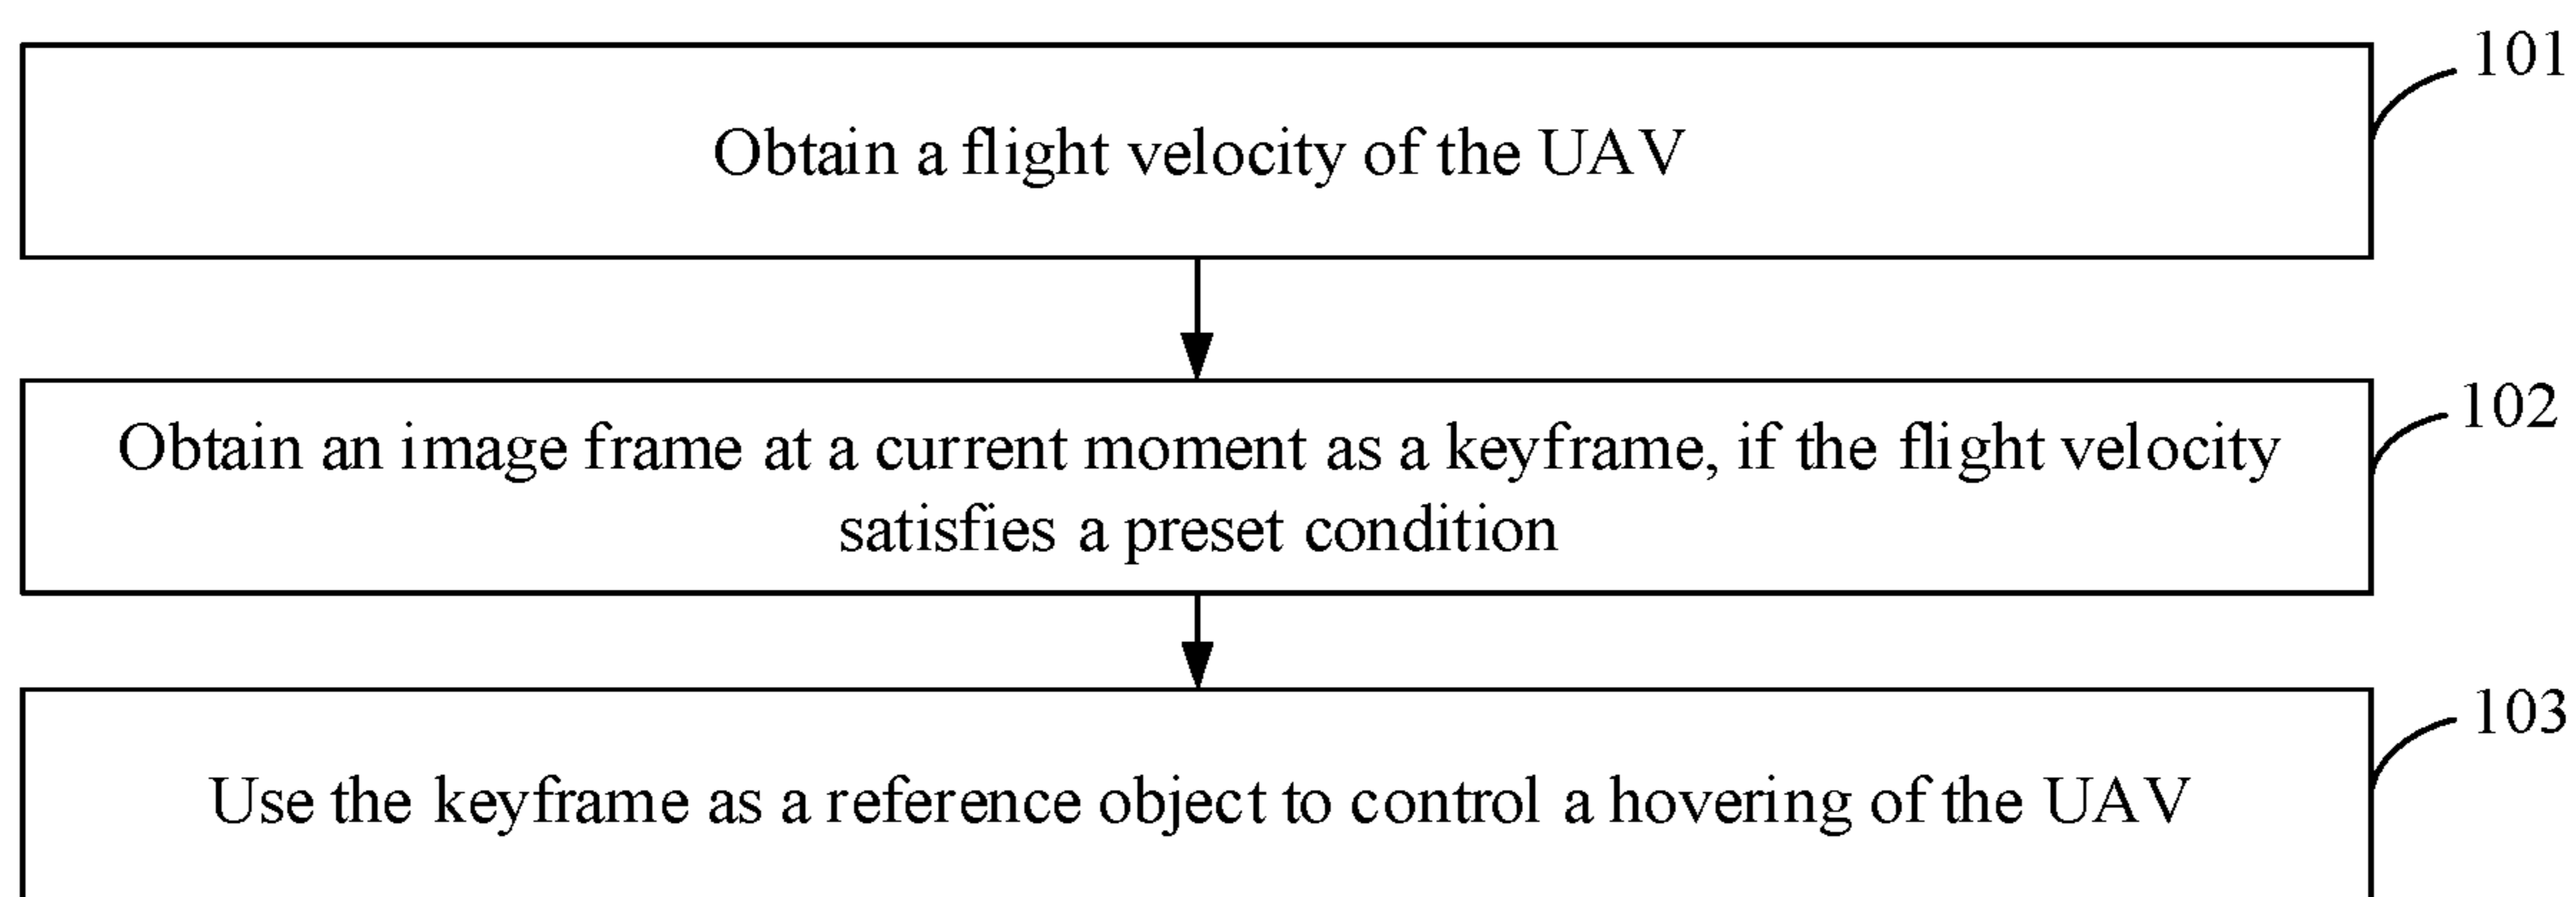 101
Obtain a flight velocity of the UAV
102
Obtain an image frame at a current moment as a keyframe, if the flight velocity
satisfies a preset condition
103
Use the keyframe as a reference object to control a hovering of the UAV